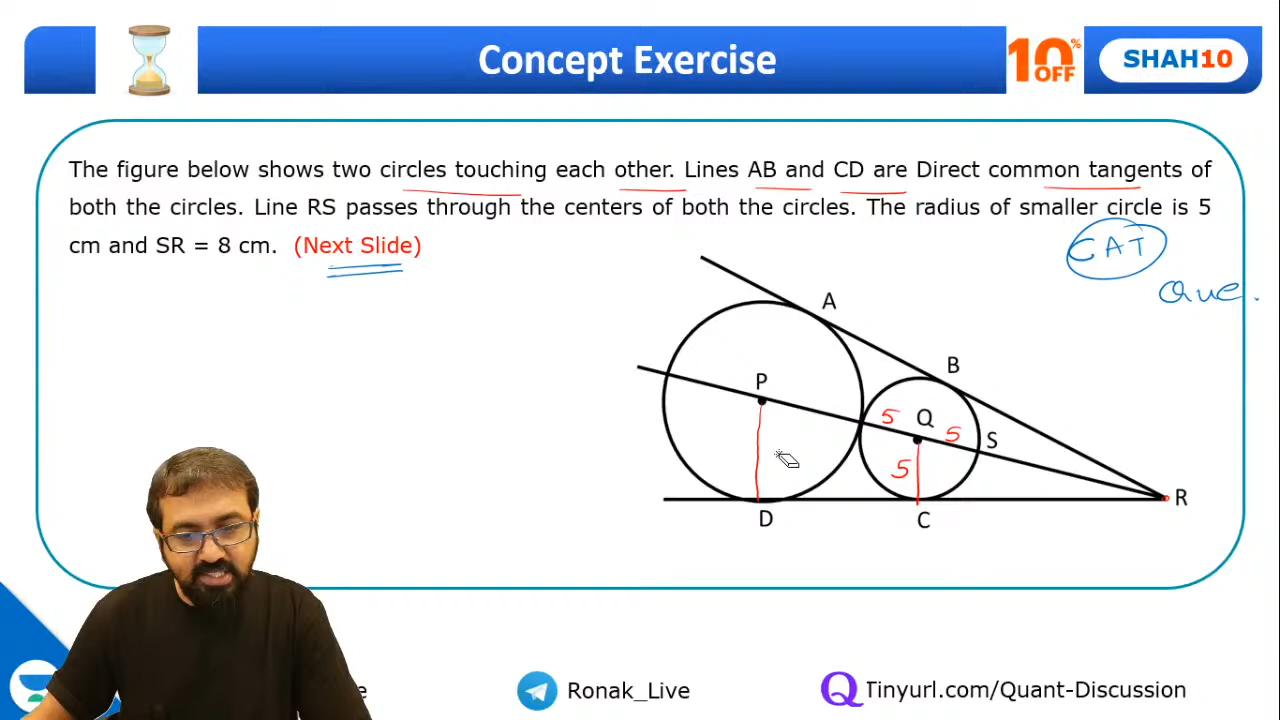 Concept Exercise
10% OFF
SHAH10
The figure below shows two circles touching each other. Lines AB and CD are Direct common tangents of
both the circles. Line RS passes through the centers of both the circles. The radius of smaller circle is 5
cm and SR = 8 cm. (Next Slide)
CAT
Que.
A
B
P
5
Q
5
S
5
R
D
C
e
Ronak_Live
Q
Tinyurl.com/Quant-Discussion